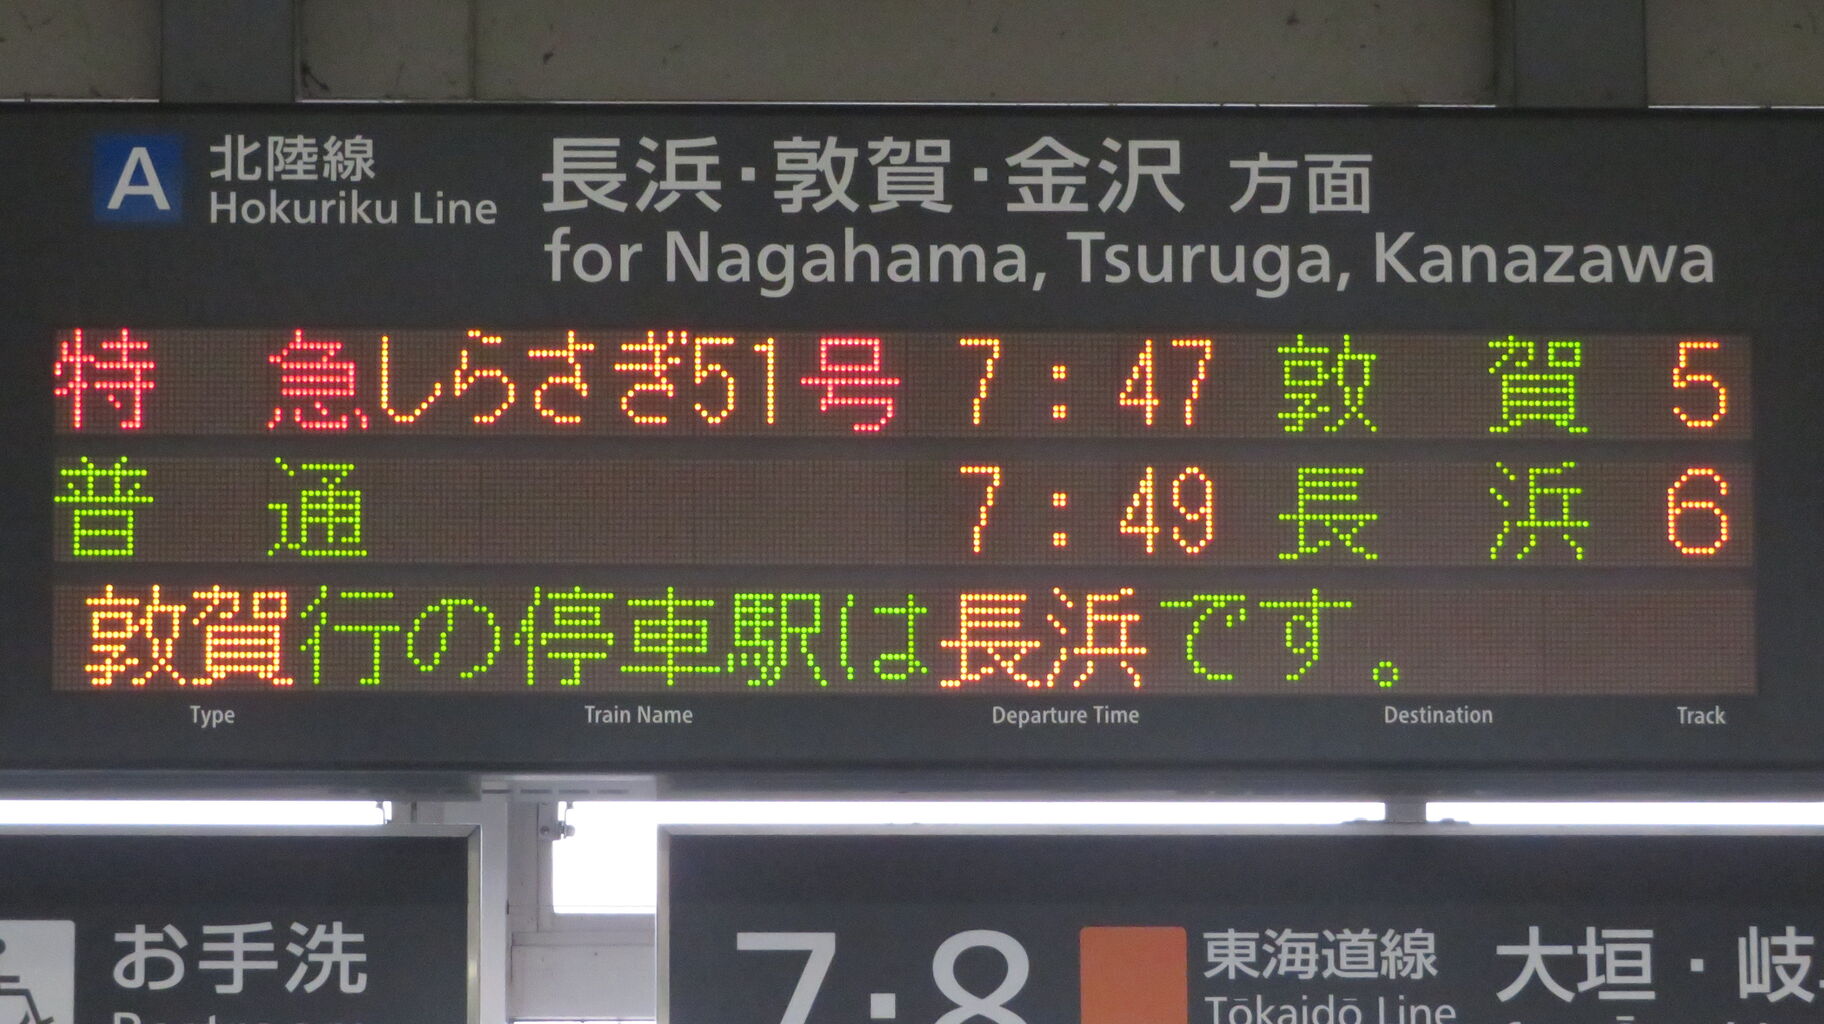 A 北陸線 長浜・敦賀・金沢 方面
Hokuriku Line for Nagahama, Tsuruga, Kanazawa
特急 しらさぎ51号 7:47 敦賀 5
普通 7:49 長浜 6
敦賀行の停車駅は長浜です。
Type Train Name Departure Time Destination Track
お手洗
7・8 東海道線 大垣・岐
Tōkaidō Line